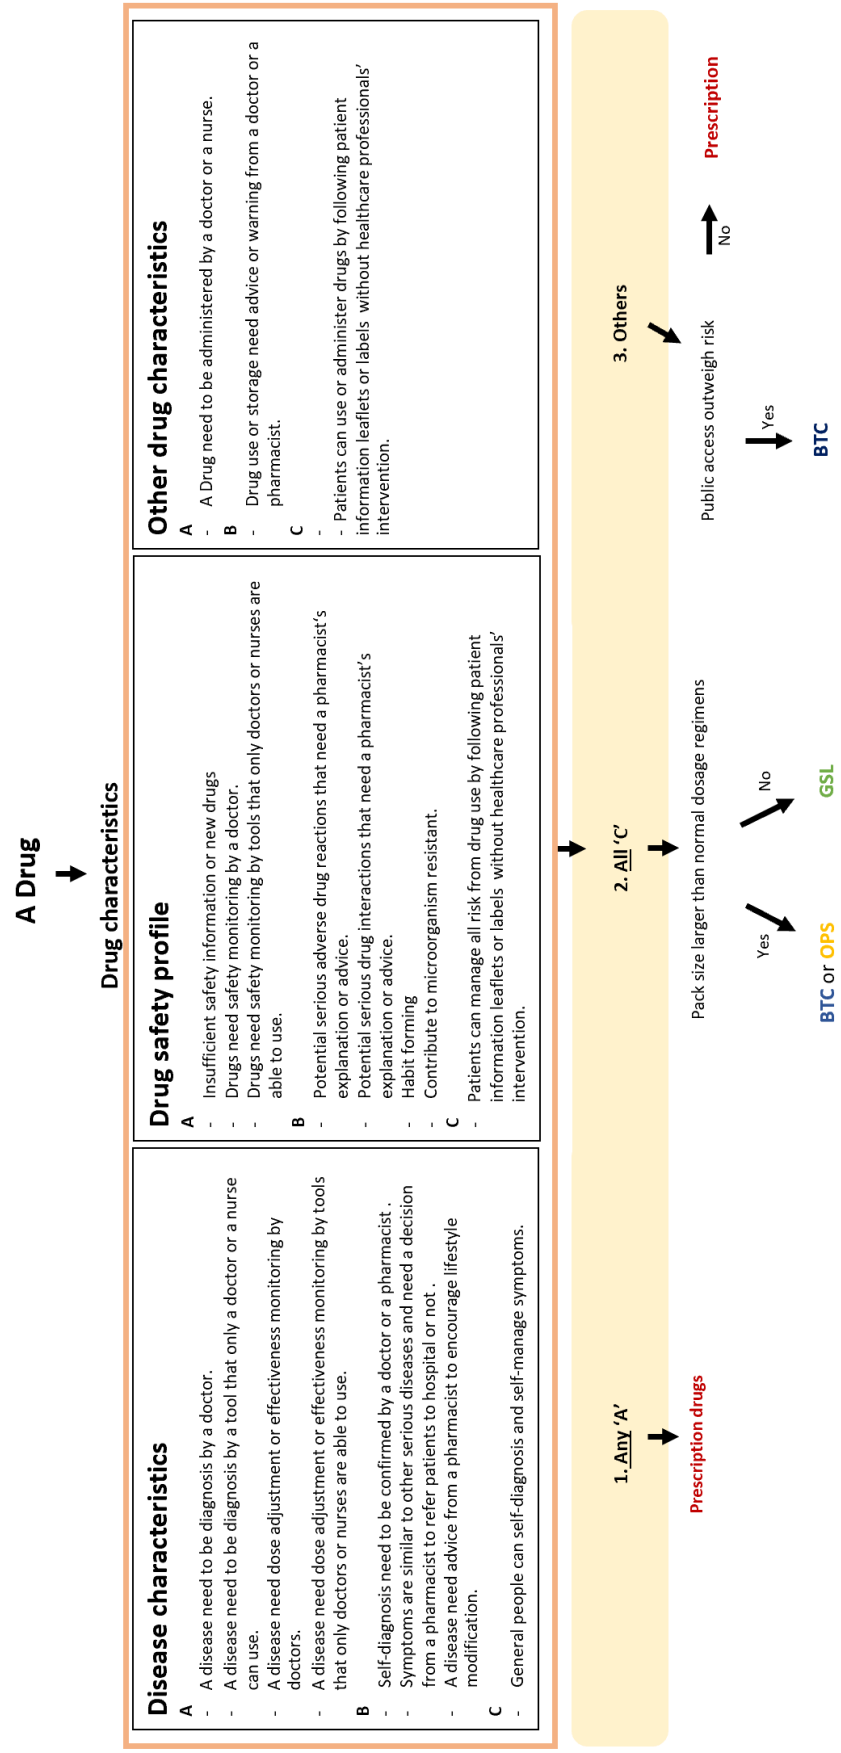 A Drug
Drug characteristics
Disease characteristics
A
- A disease need to be diagnosis by a doctor.
- A disease need to be diagnosis by a tool that only a doctor or a nurse
can use.
- A disease need dose adjustment or effectiveness monitoring by
doctors.
- A disease need dose adjustment or effectiveness monitoring by tools
that only doctors or nurses are able to use.
B
- Self-diagnosis need to be confirmed by a doctor or a pharmacist .
- Symptoms are similar to other serious diseases and need a decision
from a pharmacist to refer patients to hospital or not .
- A disease need advice from a pharmacist to encourage lifestyle
modification.
C
- General people can self-diagnosis and self-manage symptoms.
Drug safety profile
A
- Insufficient safety information or new drugs
- Drugs need safety monitoring by a doctor.
- Drugs need safety monitoring by tools that only doctors or nurses are
able to use.
B
- Potential serious adverse drug reactions that need a pharmacist‘s
explanation or advice.
- Potential serious drug interactions that need a pharmacist’s
explanation or advice.
- Habit forming
- Contribute to microorganism resistant.
C
- Patients can manage all risk from drug use by following patient
information leaflets or labels without healthcare professionals’
intervention.
Other drug characteristics
A
- A Drug need to be administered by a doctor or a nurse.
B
- Drug use or storage need advice or warning from a doctor or a
pharmacist.
C
-
- Patients can use or administer drugs by following patient
information leaflets or labels without healthcare professionals’
intervention.
1. Any ‘A’
Prescription drugs
2. All ‘C’
Pack size larger than normal dosage regimens
Yes
No
BTC or OPS
GSL
3. Others
Public access outweigh risk
No
Prescription
Yes
BTC